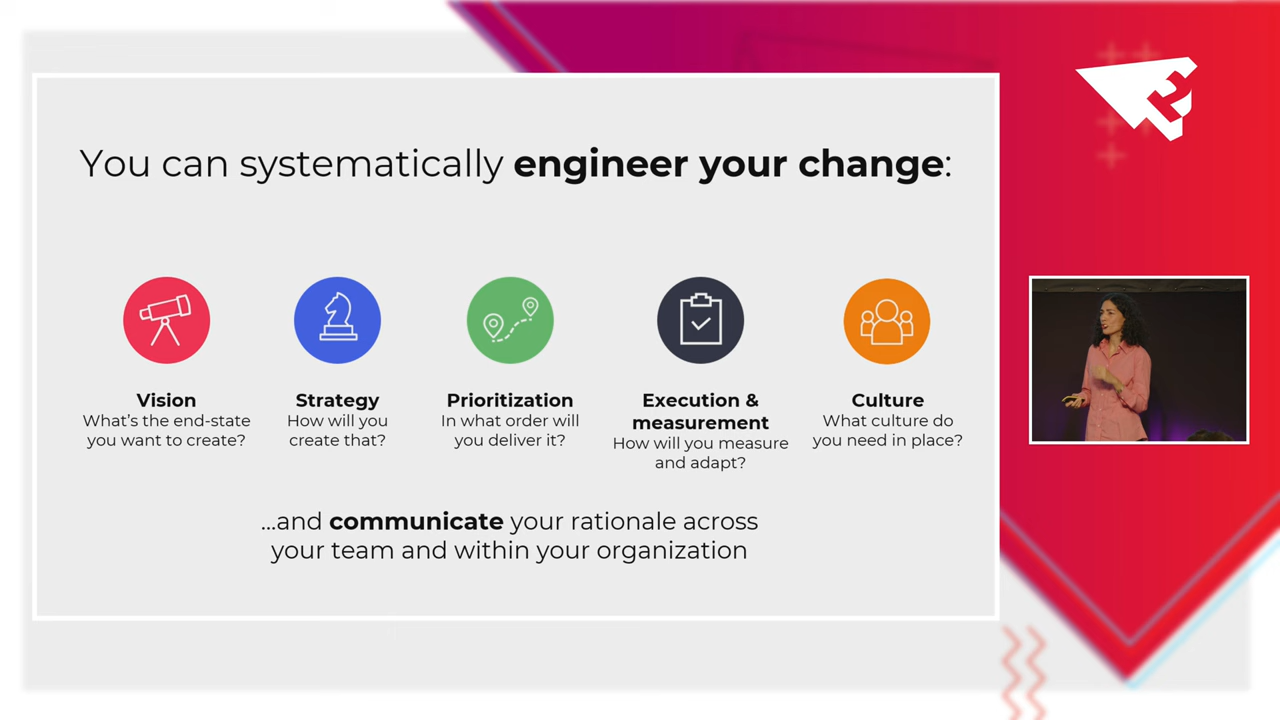 You can systematically engineer your change:
Vision
What's the end-state
you want to create?
Strategy
How will you
create that?
Prioritization
In what order will
you deliver it?
Execution &
measurement
How will you measure
and adapt?
Culture
What culture do
you need in place?
...and communicate your rationale across
your team and within your organization